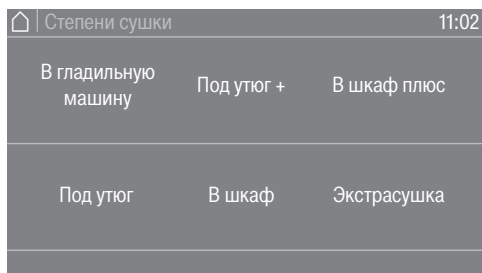 Степени сушки 11:02
В гладильную
машину
Под утюг +
В шкаф плюс
Под утюг
В шкаф
Экстрасушка